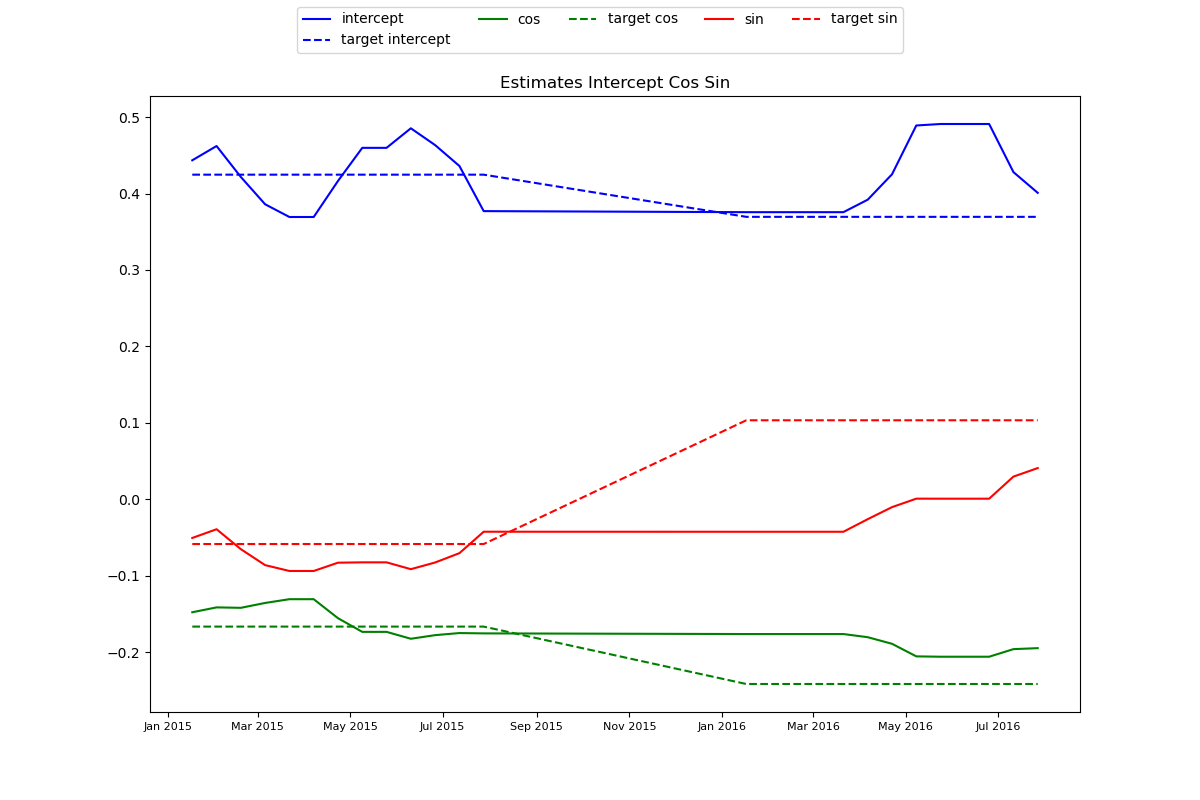 intercept cos target cos sin target sin
target intercept
Estimates Intercept Cos Sin
0.5
0.4
0.3
0.2
0.1
0.0
−0.1
−0.2
Jan 2015 Mar 2015 May 2015 Jul 2015 Sep 2015 Nov 2015 Jan 2016 Mar 2016 May 2016 Jul 2016